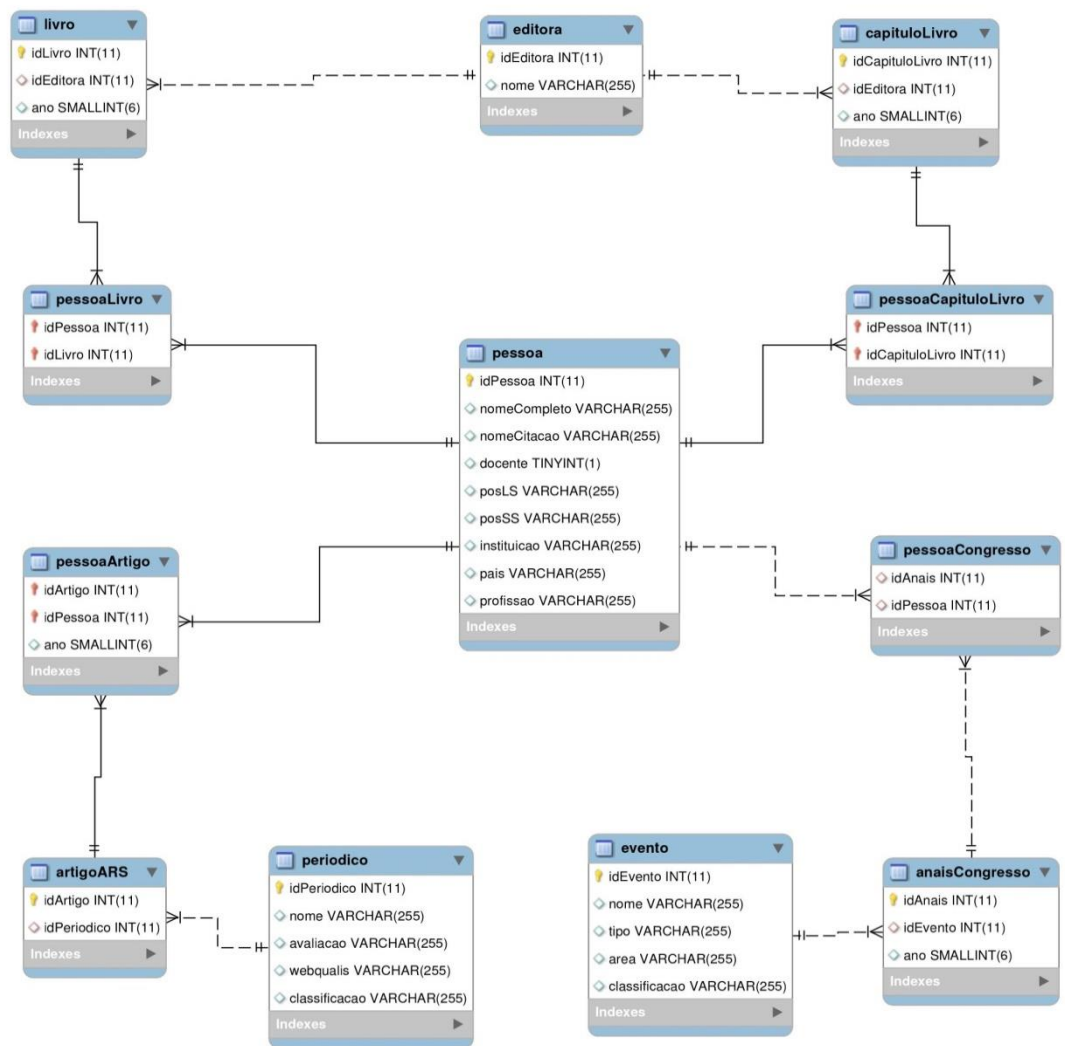 livro
idLivro INT(11)
idEditora INT(11)
ano SMALLINT(6)
Indexes
editora
idEditora INT(11)
nome VARCHAR(255)
Indexes
capituloLivro
idCapituloLivro INT(11)
idEditora INT(11)
ano SMALLINT(6)
Indexes
pessoaLivro
idPessoa INT(11)
idLivro INT(11)
Indexes
pessoa
idPessoa INT(11)
nomeCompleto VARCHAR(255)
nomeCitacao VARCHAR(255)
docente TINYINT(1)
posLS VARCHAR(255)
posSS VARCHAR(255)
instituicao VARCHAR(255)
pais VARCHAR(255)
profissao VARCHAR(255)
Indexes
pessoaCapituloLivro
idPessoa INT(11)
idCapituloLivro INT(11)
Indexes
pessoaArtigo
idArtigo INT(11)
idPessoa INT(11)
ano SMALLINT(6)
Indexes
pessoaCongresso
idAnais INT(11)
idPessoa INT(11)
Indexes
artigoARS
idArtigo INT(11)
idPeriodico INT(11)
Indexes
periodico
idPeriodico INT(11)
nome VARCHAR(255)
avaliacao VARCHAR(255)
webqualis VARCHAR(255)
classificacao VARCHAR(255)
Indexes
evento
idEvento INT(11)
nome VARCHAR(255)
tipo VARCHAR(255)
area VARCHAR(255)
classificacao VARCHAR(255)
Indexes
anaisCongresso
idAnais INT(11)
idEvento INT(11)
ano SMALLINT(6)
Indexes